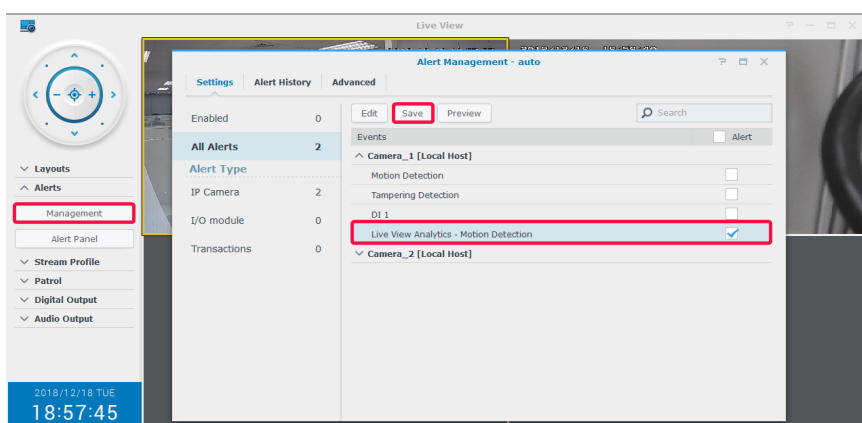 Live View
Alert Management - auto
Settings Alert History Advanced
Enabled 0
All Alerts 2
Alert Type
IP Camera 2
I/O module 0
Transactions 0
Edit Save Preview Search
Events Alert
Camera_1 [Local Host]
Motion Detection
Tampering Detection
DI 1
Live View Analytics - Motion Detection
Camera_2 [Local Host]
Layouts
Alerts
Management
Alert Panel
Stream Profile
Patrol
Digital Output
Audio Output
2018/12/18 TUE
18:57:45